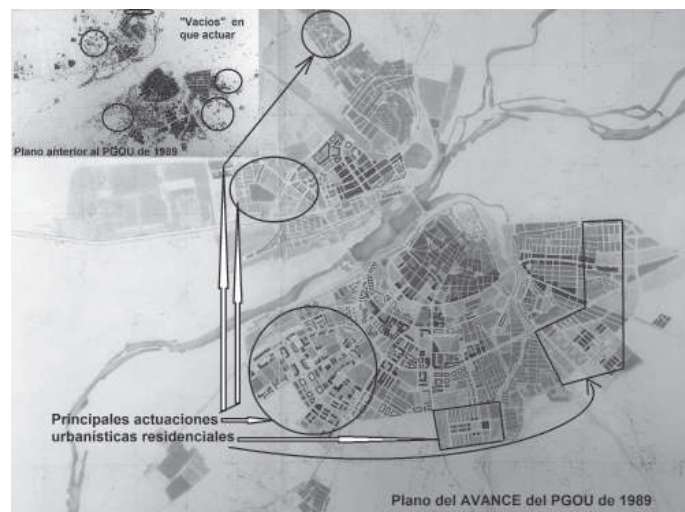 "Vacíos" en
que actuar
Plano anterior al PGOU de 1989
Principales actuaciones
urbanísticas residenciales
Plano del AVANCE del PGOU de 1989